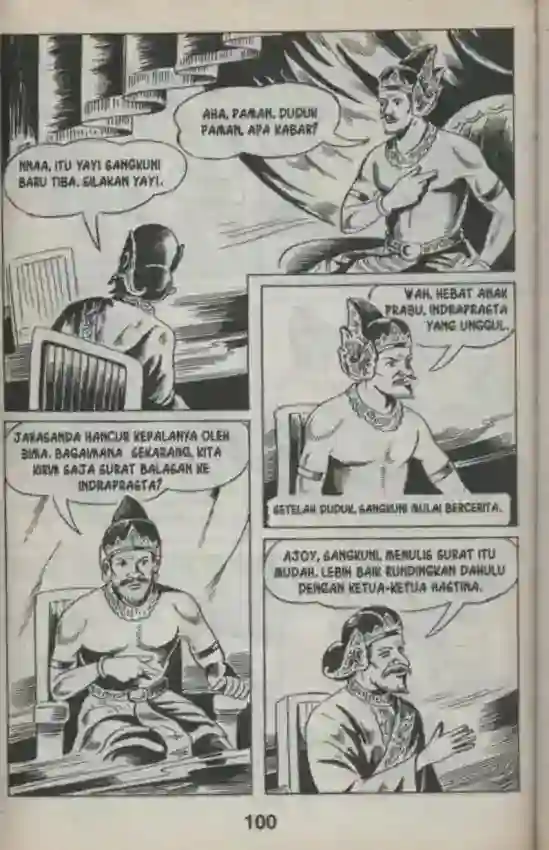 NNAA, ITU YAYI SANGKUNI
BARU TIBA. SILAKAN YAYI.
AHA, PAMAN. DUDUK
PAMAN, APA KABAR?
WAH, HEBAT ANAK
PRABU. INDRAPRASTA
YANG UNGGUL.
SETELAH DUDUK, SANGKUNI MULAI BERCERITA.
JARASANDA HANCUR KEPALANYA OLEH
BIMA. BAGAIMANA SEKARANG, KITA
KIRIM SAJA SURAT BALASAN KE
INDRAPRASTA?
AJOY, SANGKUNI, MENULIS SURAT ITU
MUDAH. LEBIH BAIK RUNDINGKAN DAHULU
DENGAN KETUA-KETUA HASTINA.
100